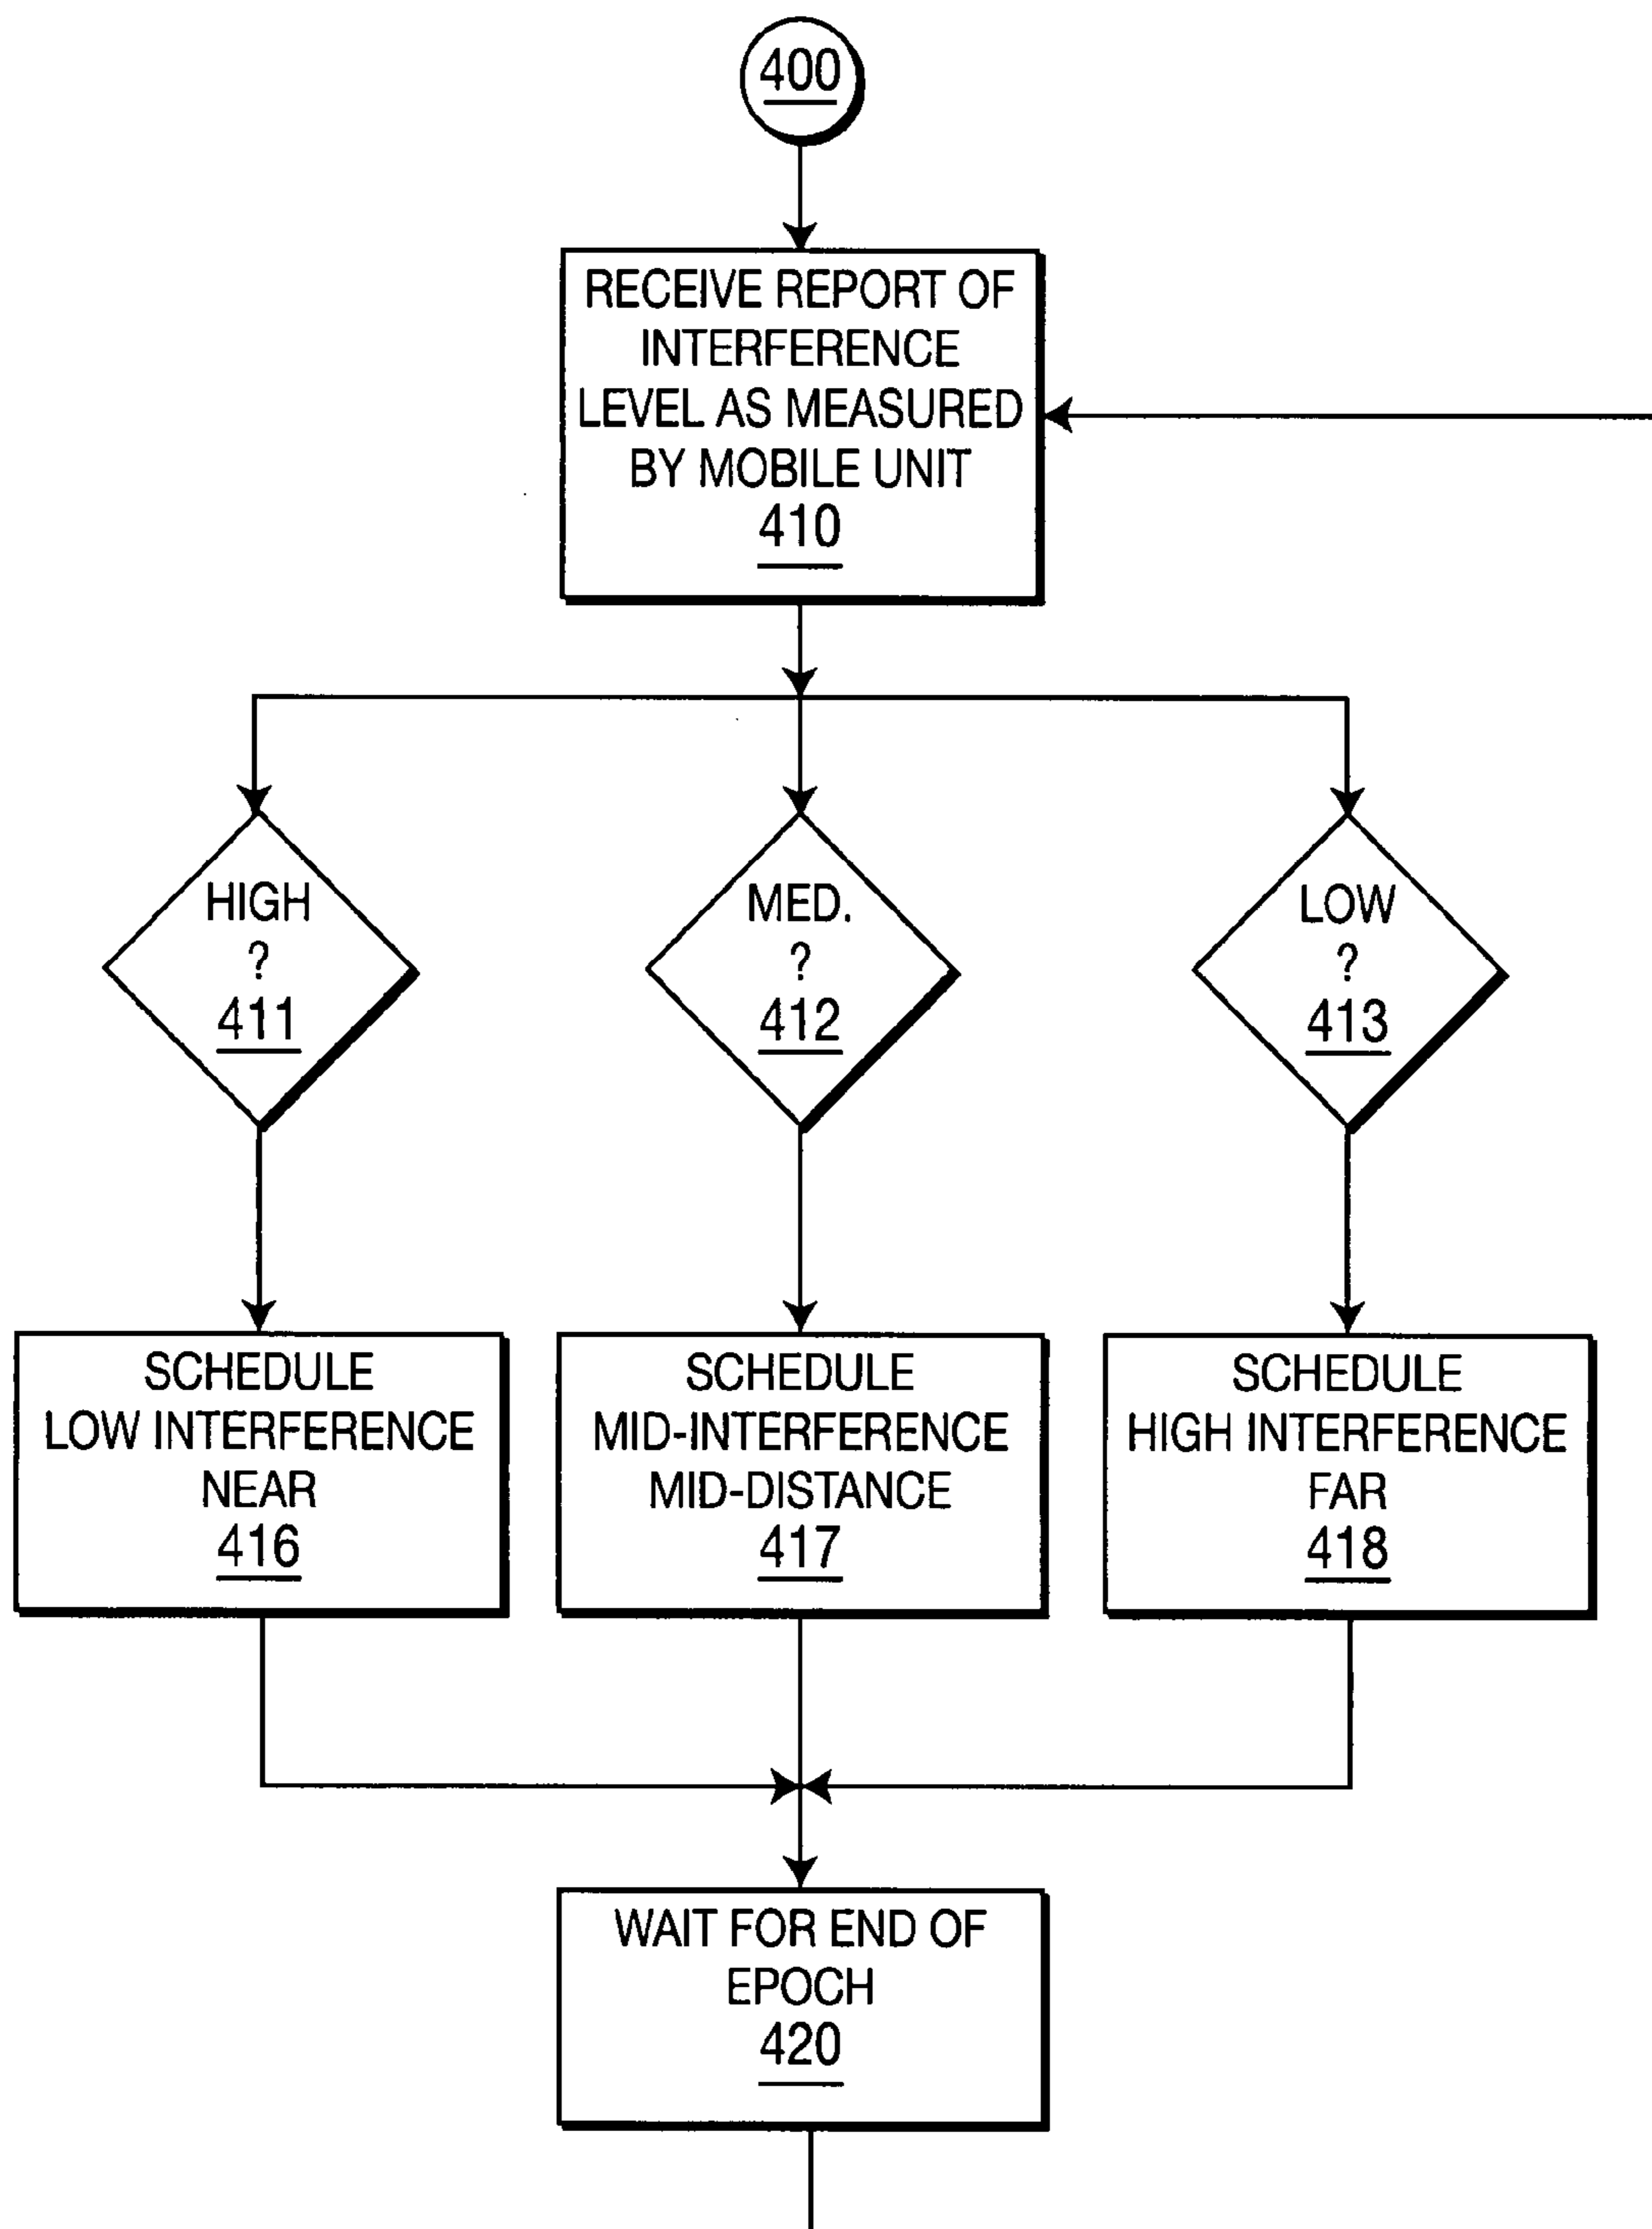 400
RECEIVE REPORT OF
INTERFERENCE
LEVEL AS MEASURED
BY MOBILE UNIT
410
HIGH
?
411
MED.
?
412
LOW
?
413
SCHEDULE
LOW INTERFERENCE
NEAR
416
SCHEDULE
MID-INTERFERENCE
MID-DISTANCE
417
SCHEDULE
HIGH INTERFERENCE
FAR
418
WAIT FOR END OF
EPOCH
420